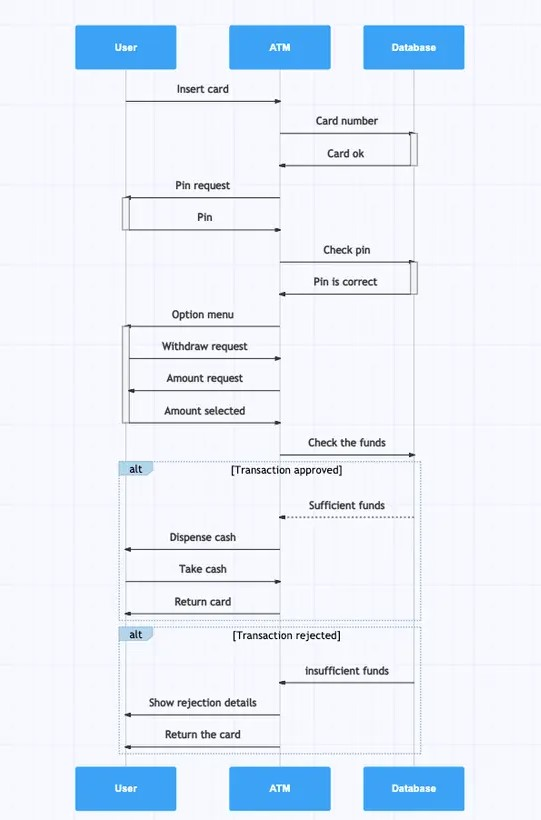 User ATM Database
Insert card
Card number
Card ok
Pin request
Pin
Check pin
Pin is correct
Option menu
Withdraw request
Amount request
Amount selected
Check the funds
alt [Transaction approved]
Sufficient funds
Dispense cash
Take cash
Return card
alt [Transaction rejected]
insufficient funds
Show rejection details
Return the card
User ATM Database